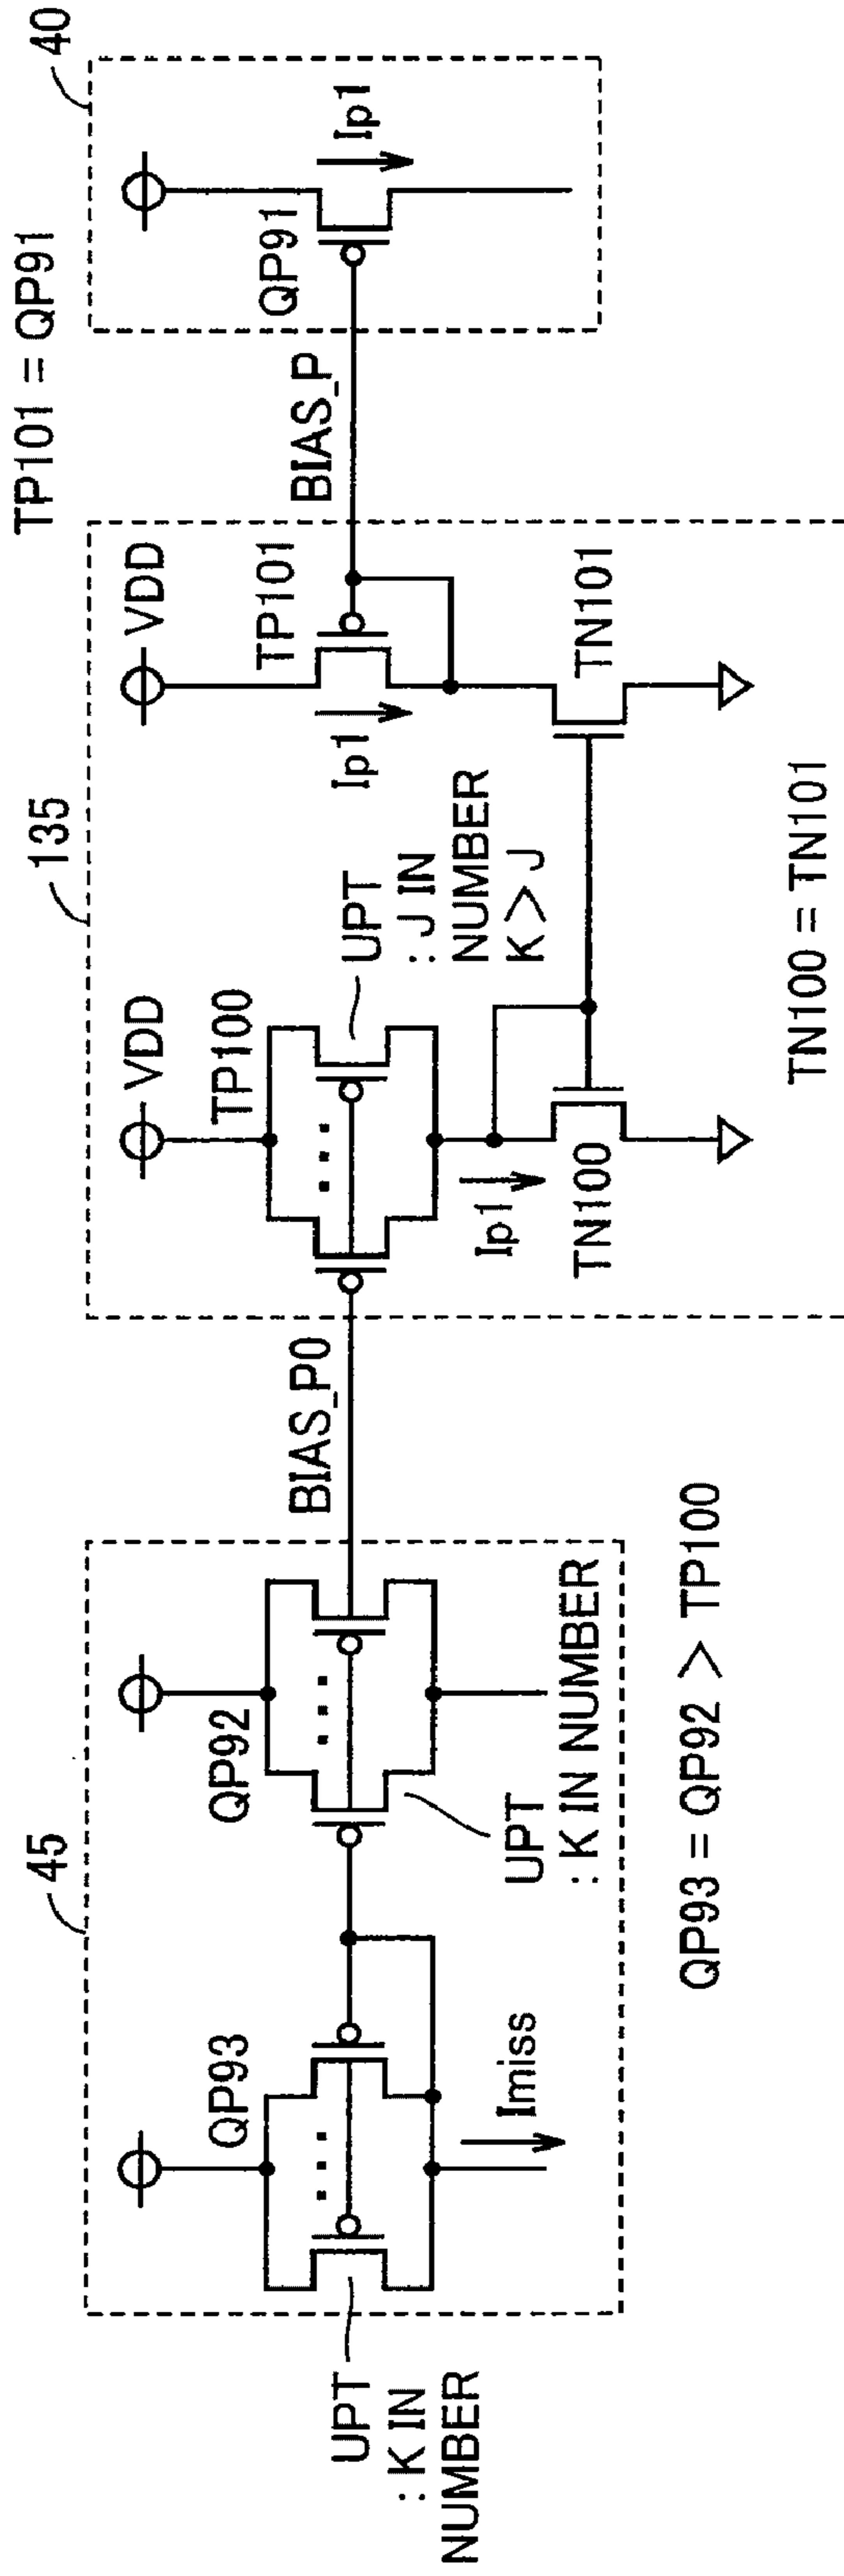 45
QP93
UPT
: K IN
NUMBER
Imiss
QP92
UPT
: K IN NUMBER
QP93 = QP92 > TP100
BIAS_P0
135
VDD
TP100
UPT
: J IN
NUMBER
K > J
Ip1
TN100
VDD
TP101
Ip1
TN101
TN100 = TN101
BIAS_P
TP101 = QP91
40
QP91
Ip1